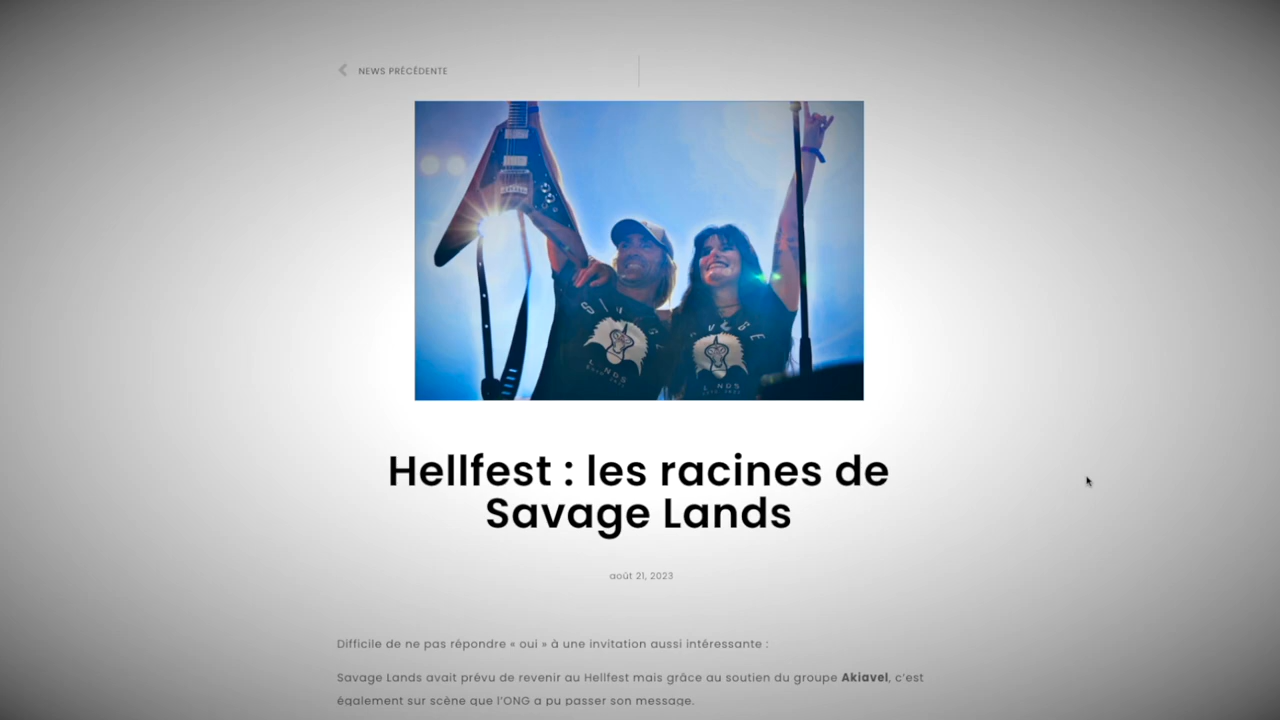 NEWS PRÉCÉDENTE
Hellfest : les racines de
Savage Lands
août 21, 2023
Difficile de ne pas répondre « oui » à une invitation aussi intéressante :
Savage Lands avait prévu de revenir au Hellfest mais grâce au soutien du groupe Akiavel, c'est
également sur scène que l'ONG a pu passer son message.